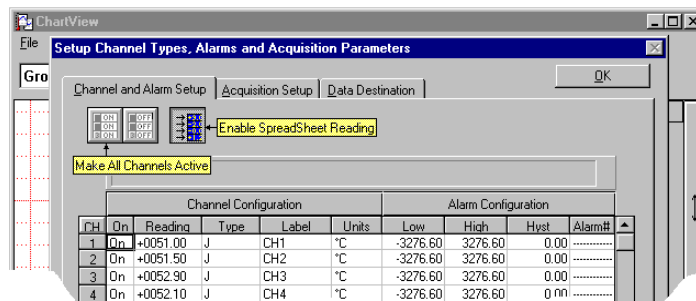 ChartView
File
Setup Channel Types, Alarms and Acquisition Parameters
Gro
OK
Channel and Alarm Setup Acquisition Setup Data Destination
ON OFF
ON OFF
ON OFF
Enable SpreadSheet Reading
Make All Channels Active
Channel Configuration Alarm Configuration
CH On Reading Type Label Units Low High Hyst Alarm#
1 On +0051.00 J CH1 °C -3276.60 3276.60 0.00 -----------
2 On +0051.50 J CH2 °C -3276.60 3276.60 0.00 -----------
3 On +0052.90 J CH3 °C -3276.60 3276.60 0.00 -----------
4 On +0052.10 J CH4 °C -3276.60 3276.60 0.00 -----------